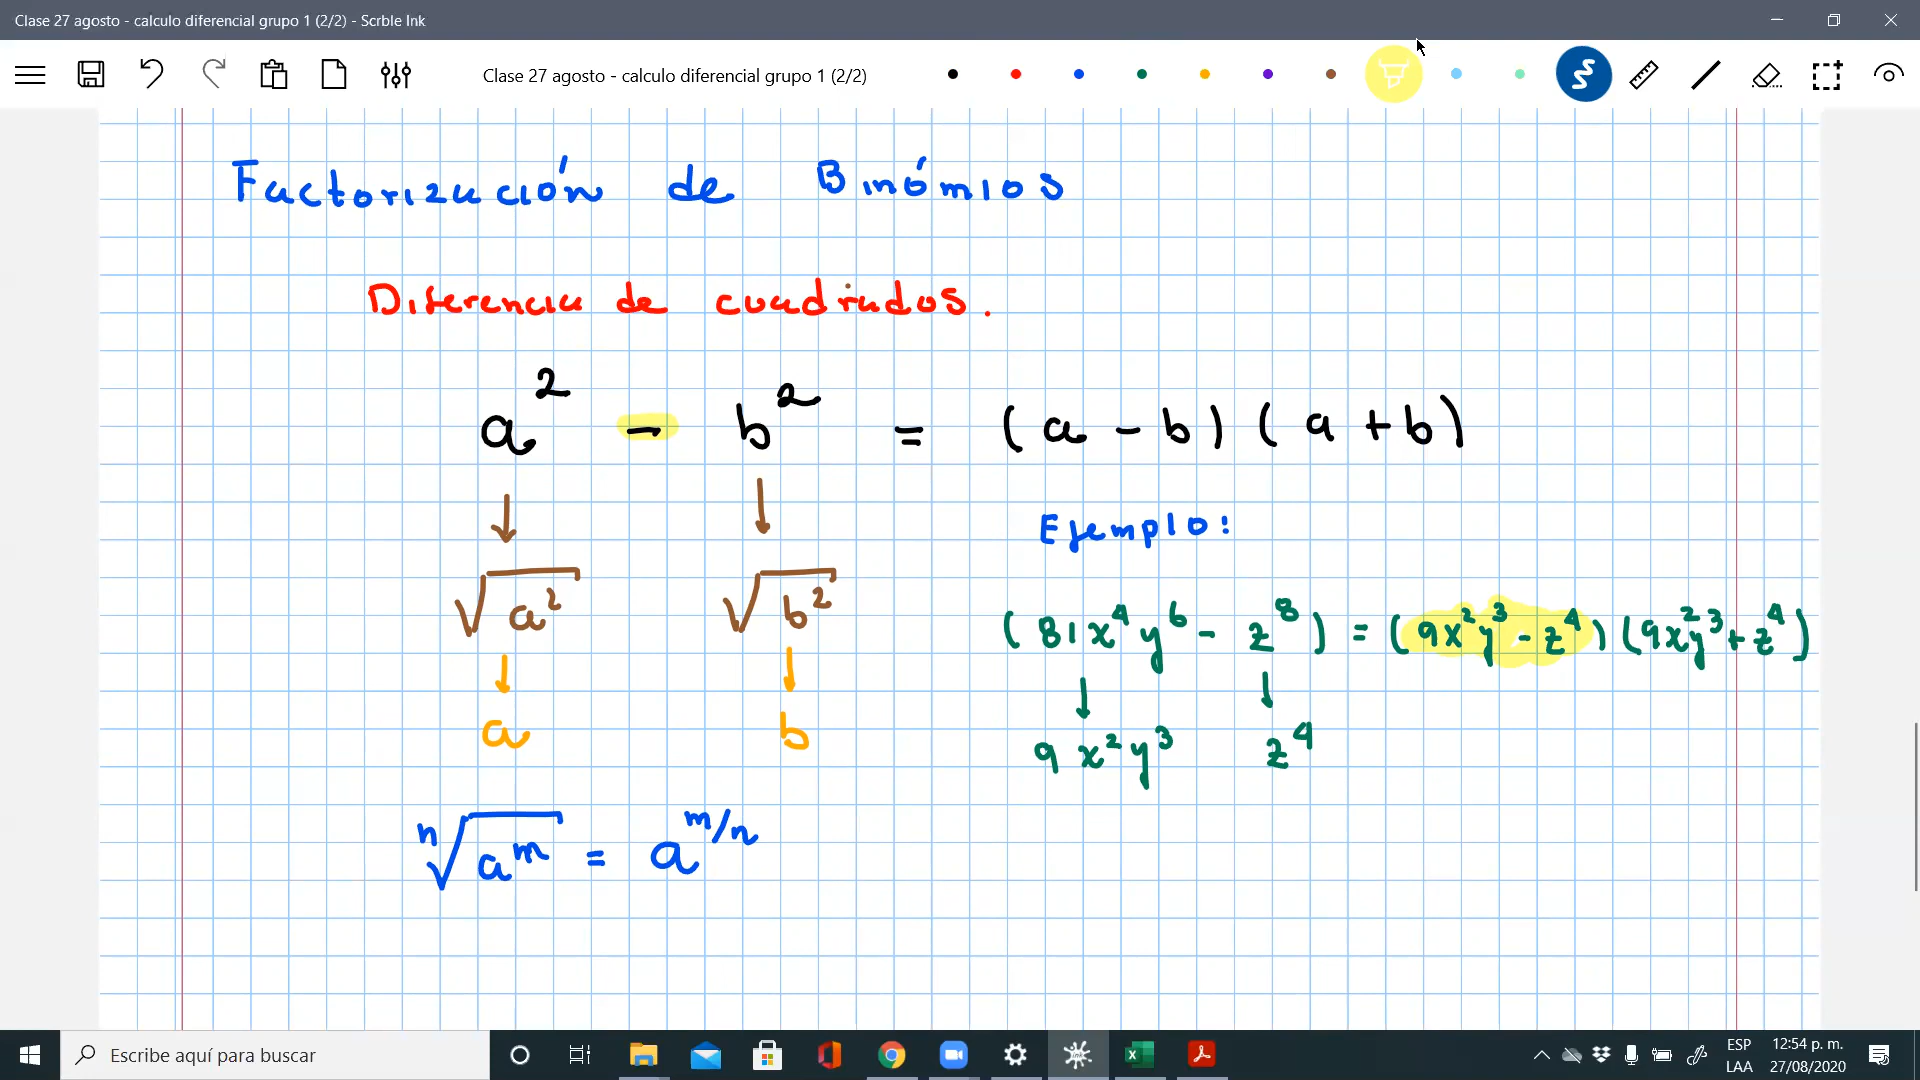 Clase 27 agosto - calculo diferencial grupo 1 (2/2) - Scrble Ink
Clase 27 agosto - calculo diferencial grupo 1 (2/2)
Factorización de Binómios
Diferencia de cuadrados.
a² - b² = (a - b) (a + b)
Ejemplo:
√a² √b²
(81x⁴y⁶ - z⁸) = (9x²y³ - z⁴) (9x²y³ + z⁴)
a b
9x²y³ z⁴
ⁿ√aᵐ = a^m/n
Escribe aquí para buscar
ESP
LAA
12:54 p. m.
27/08/2020